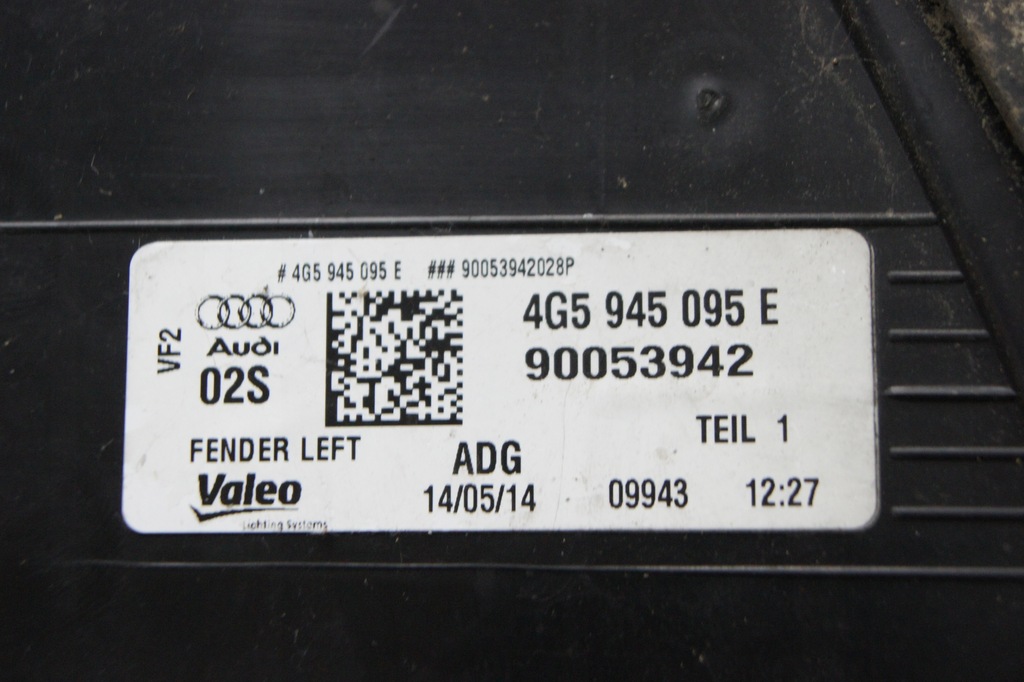 # 4G5 945 095 E ### 90053942028P
VF2
Audi
02S
4G5 945 095 E
90053942
TEIL 1
FENDER LEFT
ADG
Valeo
Lighting Systems
14/05/14 09943 12:27